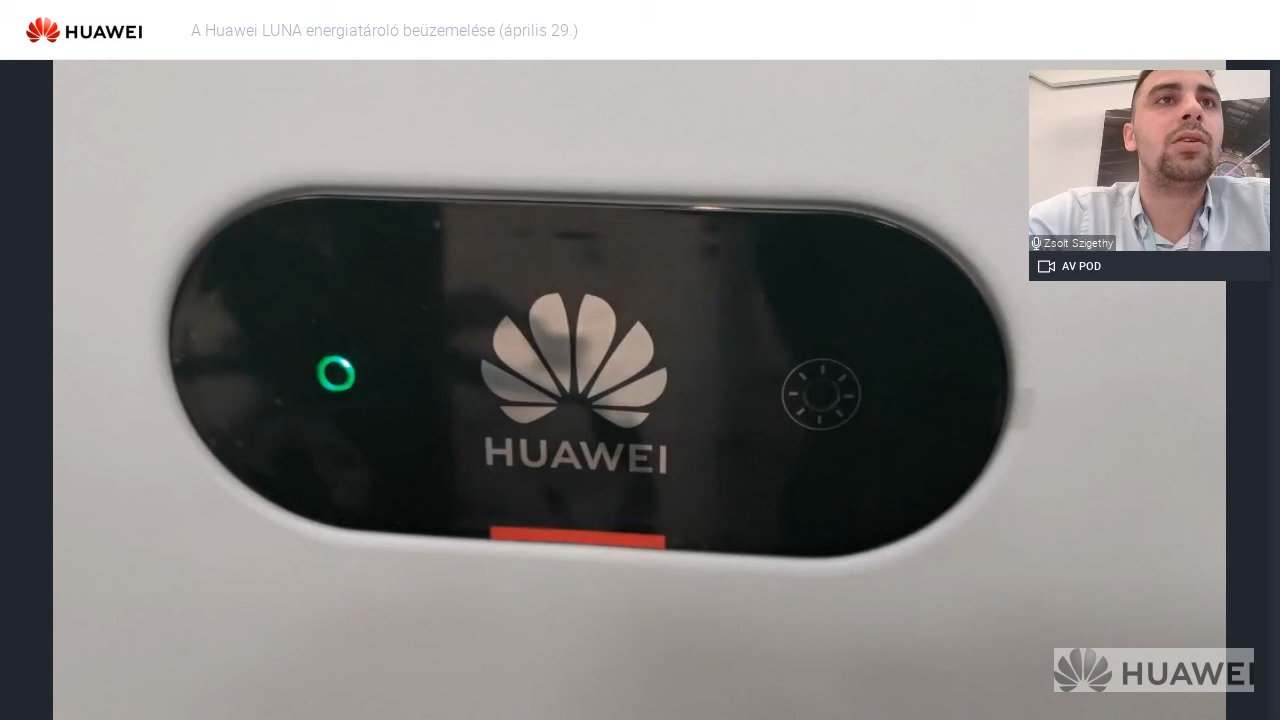 HUAWEI
A Huawei LUNA energiatároló beüzemelése (április 29.)
Zsolt Szigethy
AV POD
HUAWEI
HUAWEI